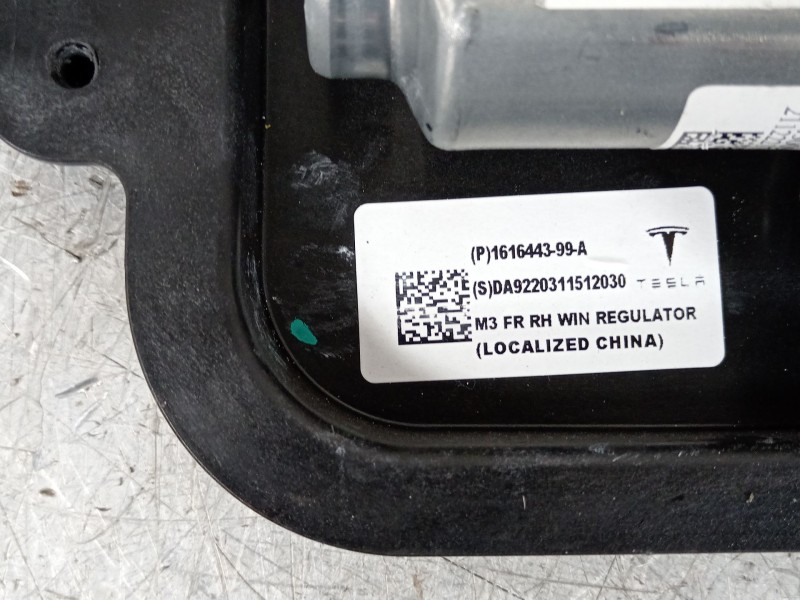 (P)1616443-99-A
(S)DA9220311512030 TESLA
M3 FR RH WIN REGULATOR
(LOCALIZED CHINA)